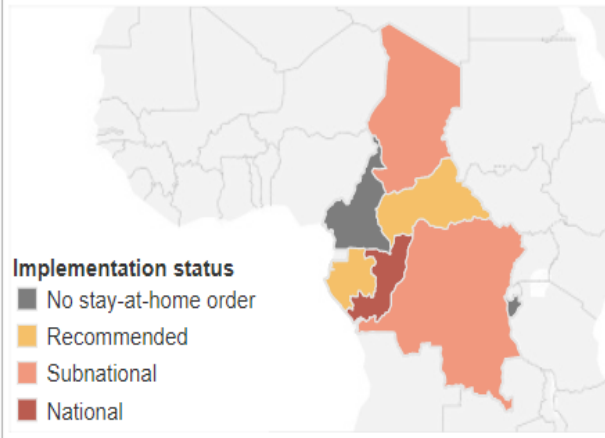 Implementation status
No stay-at-home order
Recommended
Subnational
National